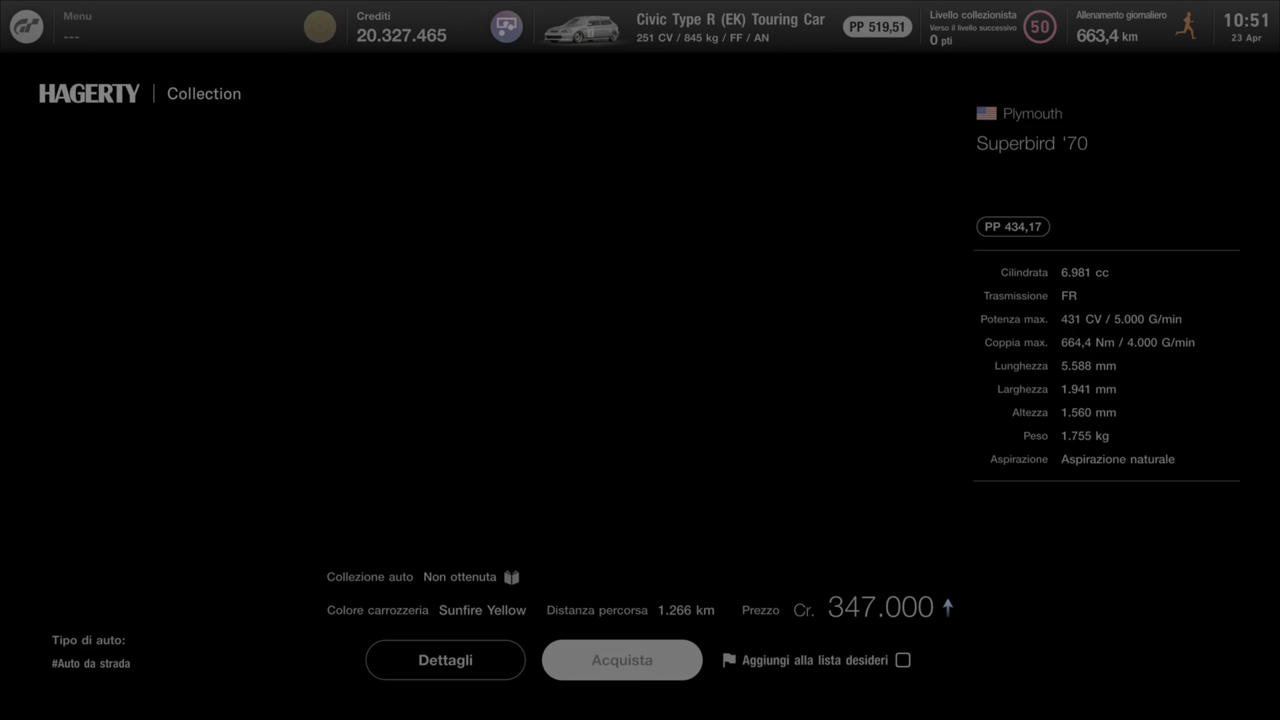 Menu
---
Crediti
20.327.465
Civic Type R (EK) Touring Car
251 CV / 845 kg / FF / AN
PP 519,51
Livello collezionista
Verso il livello successivo
0 pti
50
Allenamento giornaliero
663,4 km
10:51
23 Apr
HAGERTY | Collection
Plymouth
Superbird '70
PP 434,17
Cilindrata 6.981 cc
Trasmissione FR
Potenza max. 431 CV / 5.000 G/min
Coppia max. 664,4 Nm / 4.000 G/min
Lunghezza 5.588 mm
Larghezza 1.941 mm
Altezza 1.560 mm
Peso 1.755 kg
Aspirazione Aspirazione naturale
Collezione auto Non ottenuta
Colore carrozzeria Sunfire Yellow Distanza percorsa 1.266 km Prezzo Cr. 347.000
Tipo di auto:
#Auto da strada
Dettagli
Acquista
Aggiungi alla lista desideri